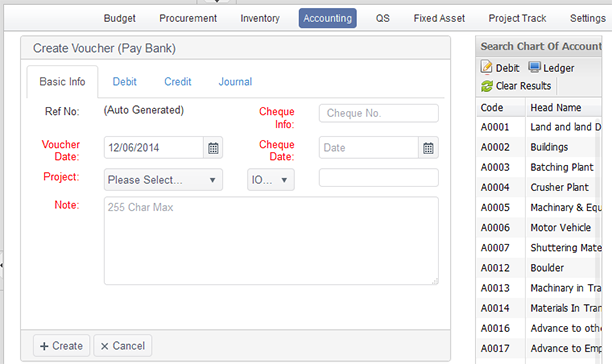 Budget Procurement Inventory Accounting QS Fixed Asset Project Track Settings
Create Voucher (Pay Bank)
Basic Info Debit Credit Journal
Ref No: (Auto Generated) Cheque Info: Cheque No.
Voucher Date: 12/06/2014 Cheque Date: Date
Project: Please Select... IO...
Note: 255 Char Max
+ Create × Cancel
Search Chart Of Account
Debit Ledger
Clear Results
Code Head Name
A0001 Land and land D
A0002 Buildings
A0003 Batching Plant
A0004 Crusher Plant
A0005 Machinery & Equ
A0006 Motor Vehicle
A0007 Shuttering Mate
A0012 Boulder
A0013 Machinery in Tra
A0014 Materials In Tran
A0016 Advance to othe
A0017 Advance to Emp